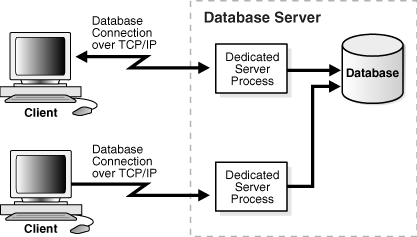 Database
Connection
over TCP/IP
Database Server
Dedicated
Server
Process
Database
Client
Database
Connection
over TCP/IP
Dedicated
Server
Process
Client